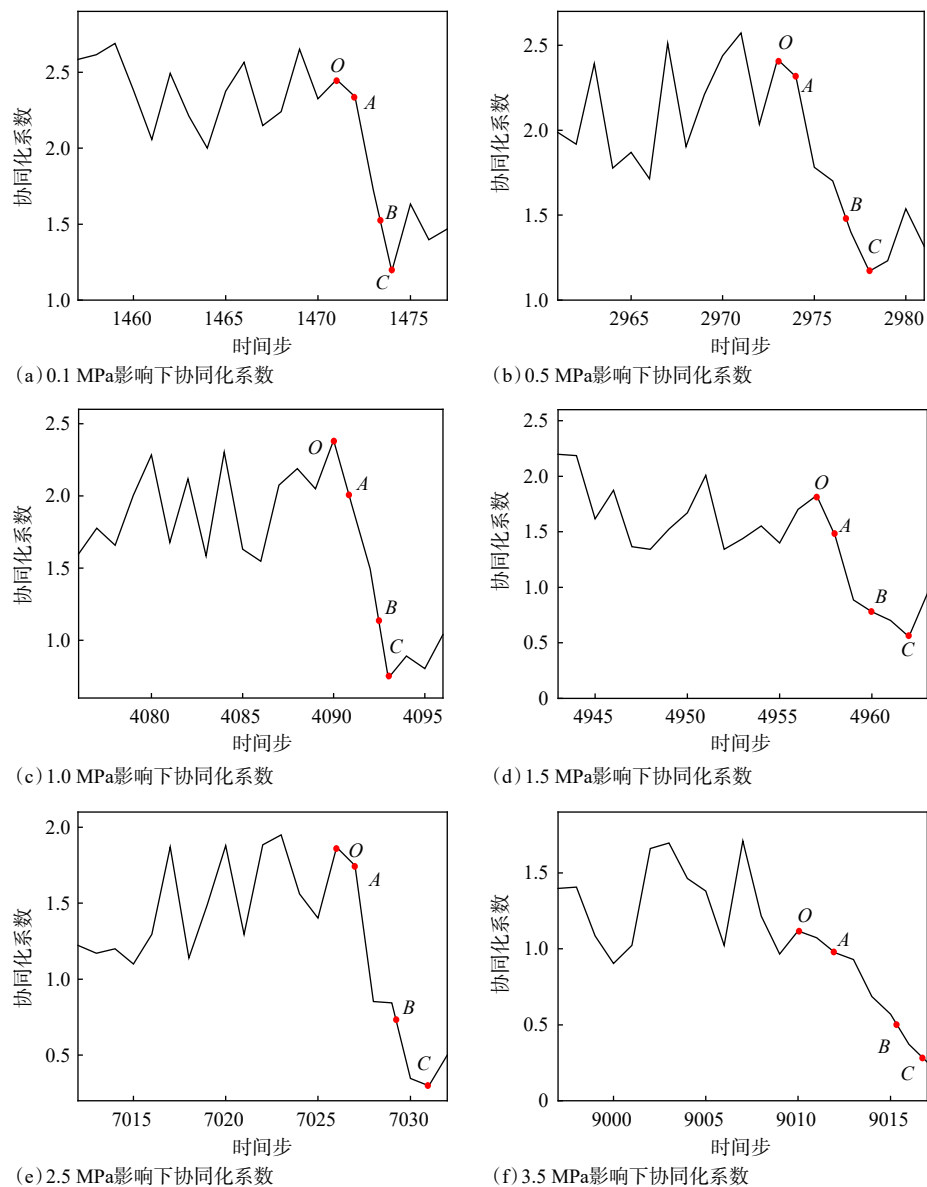 2.5
2.0
1.5
1.0
协同化系数
O
A
B
C
1460 1465 1470 1475
时间步
(a)0.1 MPa影响下协同化系数
2.5
2.0
1.5
1.0
协同化系数
O
A
B
C
2965 2970 2975 2980
时间步
(b)0.5 MPa影响下协同化系数
2.5
2.0
1.5
1.0
协同化系数
O
A
B
C
4080 4085 4090 4095
时间步
(c)1.0 MPa影响下协同化系数
2.5
2.0
1.5
1.0
0.5
0
协同化系数
O
A
B
C
4945 4950 4955 4960
时间步
(d)1.5 MPa影响下协同化系数
2.0
1.5
1.0
0.5
协同化系数
O
A
B
C
7015 7020 7025 7030
时间步
(e)2.5 MPa影响下协同化系数
1.5
1.0
0.5
0
协同化系数
O
A
B
C
9000 9005 9010 9015
时间步
(f)3.5 MPa影响下协同化系数